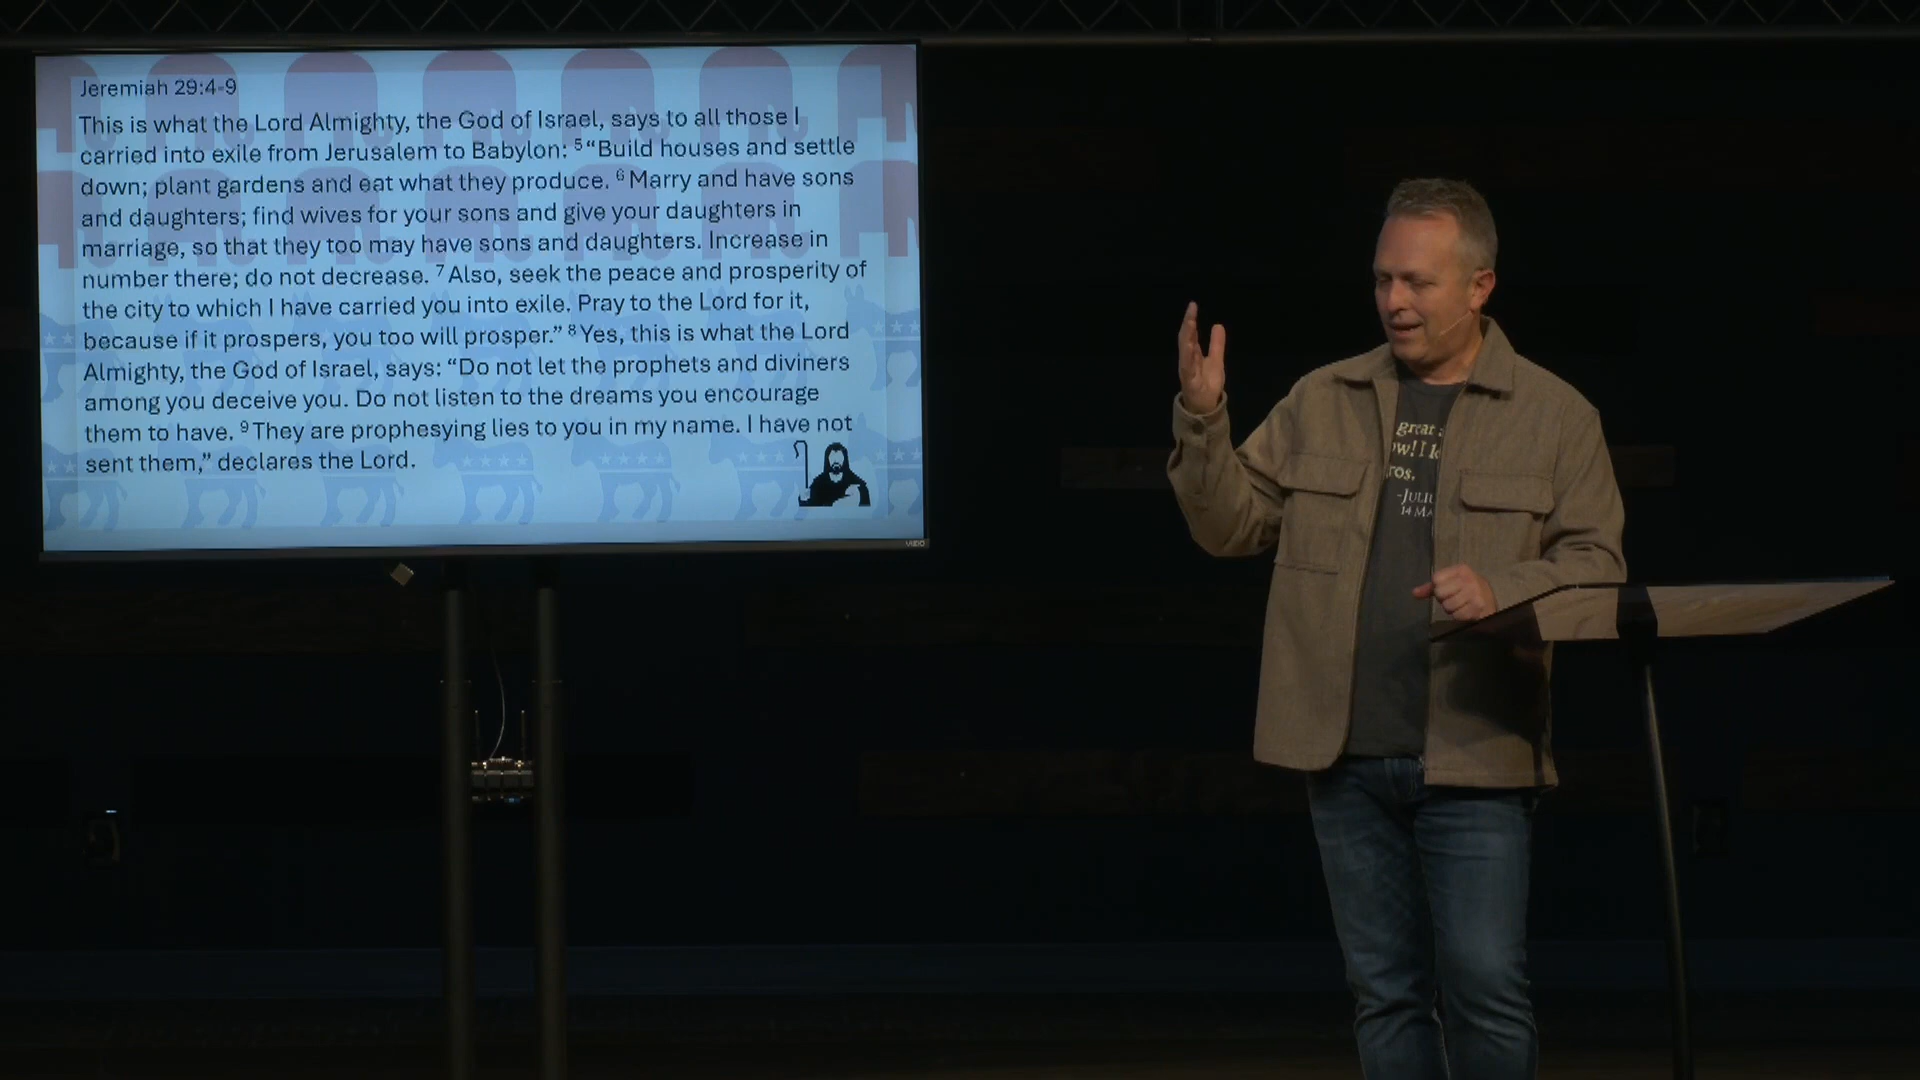 Jeremiah 29:4-9
This is what the Lord Almighty, the God of Israel, says to all those I
carried into exile from Jerusalem to Babylon: ⁵ “Build houses and settle
down; plant gardens and eat what they produce. ⁶ Marry and have sons
and daughters; find wives for your sons and give your daughters in
marriage, so that they too may have sons and daughters. Increase in
number there; do not decrease. ⁷ Also, seek the peace and prosperity of
the city to which I have carried you into exile. Pray to the Lord for it,
because if it prospers, you too will prosper.” ⁸ Yes, this is what the Lord
Almighty, the God of Israel, says: “Do not let the prophets and diviners
among you deceive you. Do not listen to the dreams you encourage
them to have. ⁹ They are prophesying lies to you in my name. I have not
sent them,” declares the Lord.
VIZIO
great
ow! I k
ros.
-Juli
14 Ma